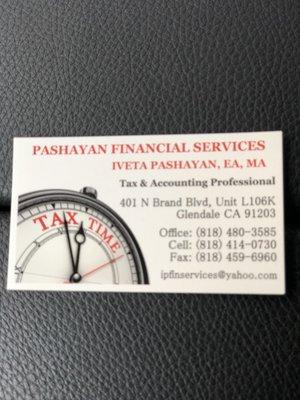 PASHAYAN FINANCIAL SERVICES
IVETA PASHAYAN, EA, MA
Tax & Accounting Professional
401 N Brand Blvd, Unit L106K
Glendale CA 91203
Office: (818) 480-3585
Cell: (818) 414-0730
Fax: (818) 459-6960
ipfinservices@yahoo.com
TAX TIME